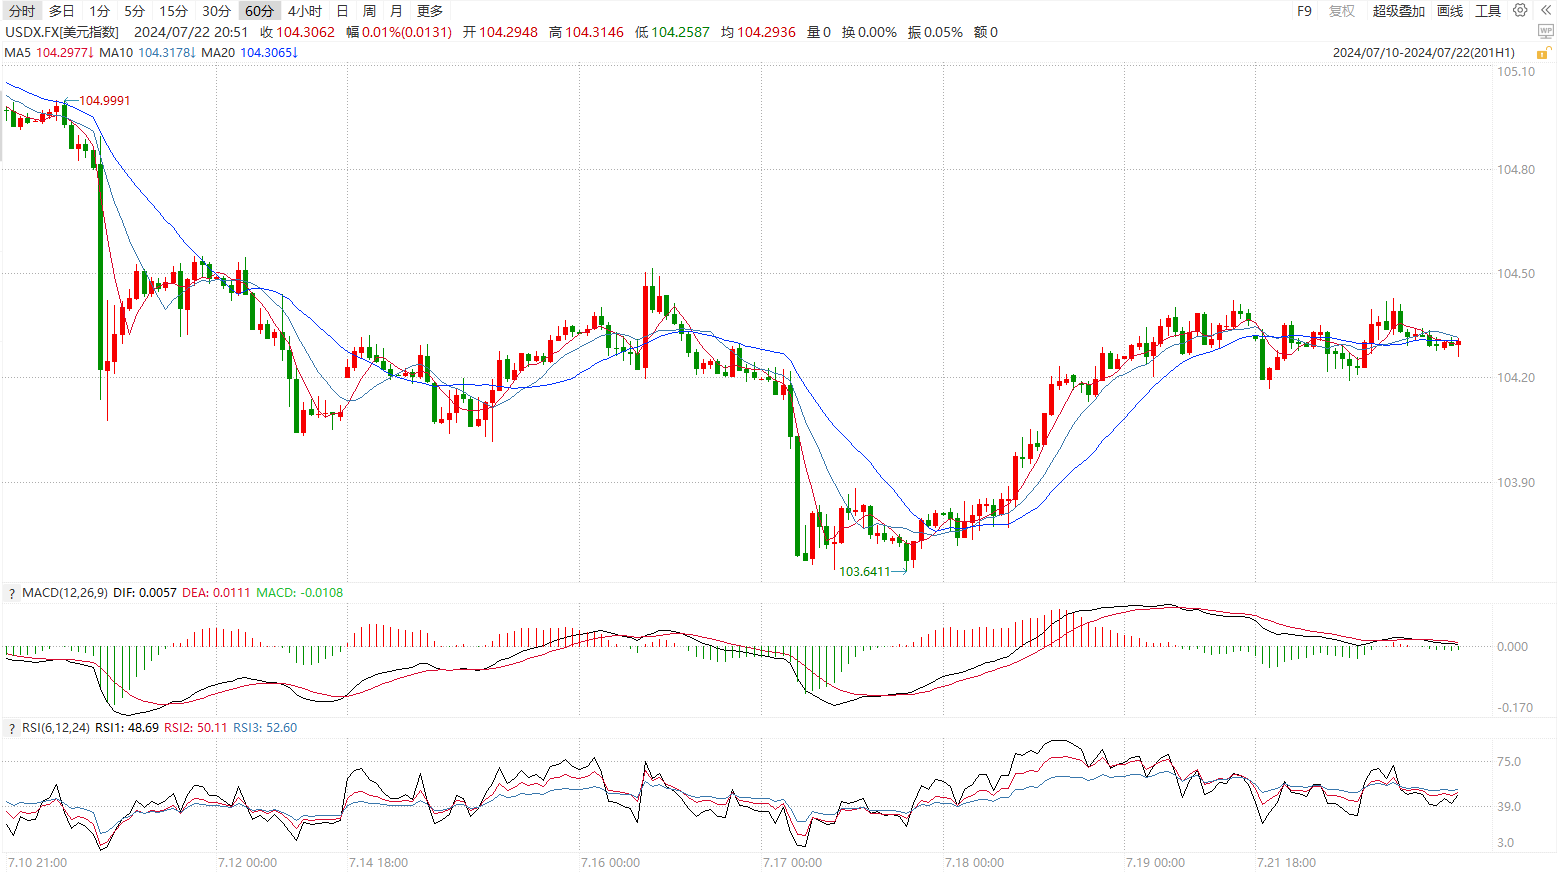 分时 多日 1分 5分 15分 30分 60分 4小时 日 周 月 更多 F9 复权 超级叠加 画线 工具
USDX.FX[美元指数] 2024/07/22 20:51 收 104.3062 幅 0.01%(0.0131) 开 104.2948 高 104.3146 低 104.2587 均 104.2936 量 0 换 0.00% 振 0.05% 额 0 WP
MA5 104.2977↓ MA10 104.3178↓ MA20 104.3065↓ 2024/07/10-2024/07/22(201H1)
105.10
104.9991
104.80
104.50
104.20
103.90
103.6411
? MACD(12,26,9) DIF: 0.0057 DEA: 0.0111 MACD: -0.0108
0.000
-0.170
? RSI(6,12,24) RSI1: 48.69 RSI2: 50.11 RSI3: 52.60
75.0
39.0
3.0
7.10 21:00 7.12 00:00 7.14 18:00 7.16 00:00 7.17 00:00 7.18 00:00 7.19 00:00 7.21 18:00